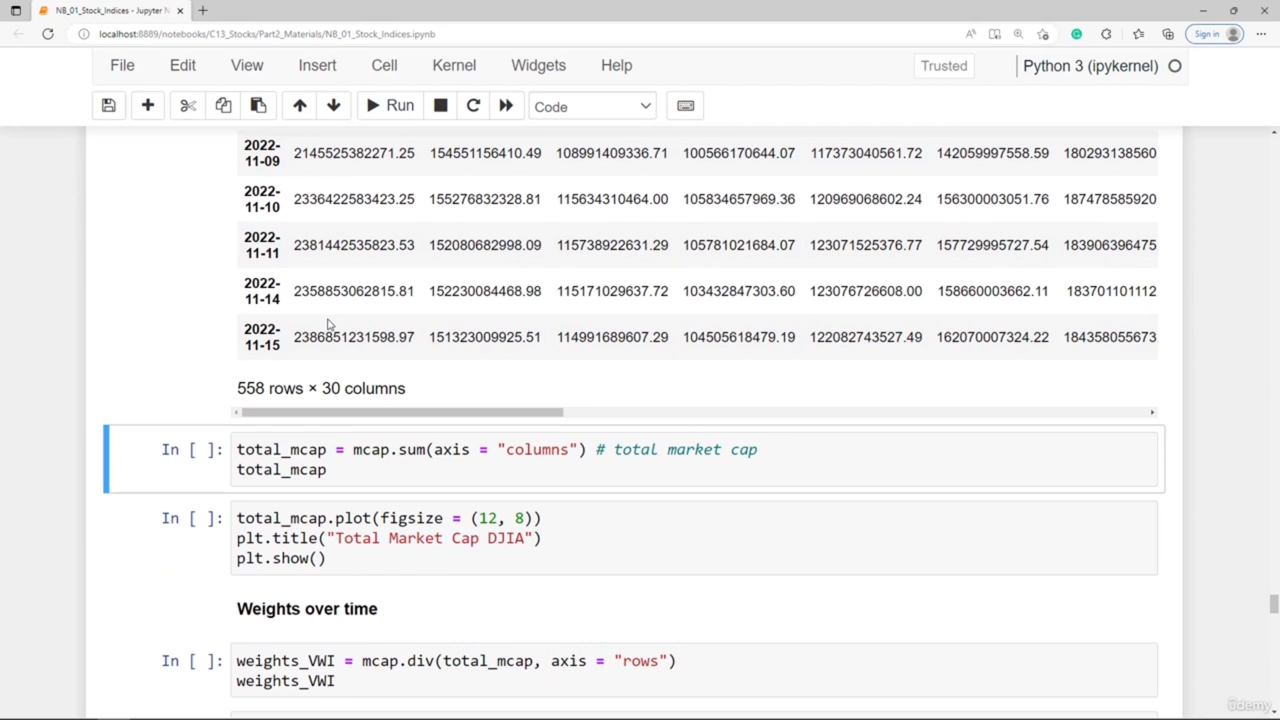 NB_01_Stock_Indices - Jupyter N
localhost:8889/notebooks/C13_Stocks/Part2_Materials/NB_01_Stock_Indices.ipynb
Sign in
File Edit View Insert Cell Kernel Widgets Help Trusted Python 3 (ipykernel)
Run Code
2022-11-09 2145525382271.25 154551156410.49 108991409336.71 100566170644.07 117373040561.72 142059997558.59 180293138560
2022-11-10 2336422583423.25 155276832328.81 115634310464.00 105834657969.36 120969068602.24 156300003051.76 187478585920
2022-11-11 2381442535823.53 152080682998.09 115738922631.29 105781021684.07 123071525376.77 157729995727.54 183906396475
2022-11-14 2358853062815.81 152230084468.98 115171029637.72 103432847303.60 123076726608.00 158660003662.11 183701101112
2022-11-15 2386851231598.97 151323009925.51 114991689607.29 104505618479.19 122082743527.49 162070007324.22 184358055673
558 rows × 30 columns
In [ ]: total_mcap = mcap.sum(axis = "columns") # total market cap
total_mcap
In [ ]: total_mcap.plot(figsize = (12, 8))
plt.title("Total Market Cap DJIA")
plt.show()
Weights over time
In [ ]: weights_VWI = mcap.div(total_mcap, axis = "rows")
weights_VWI
Udemy